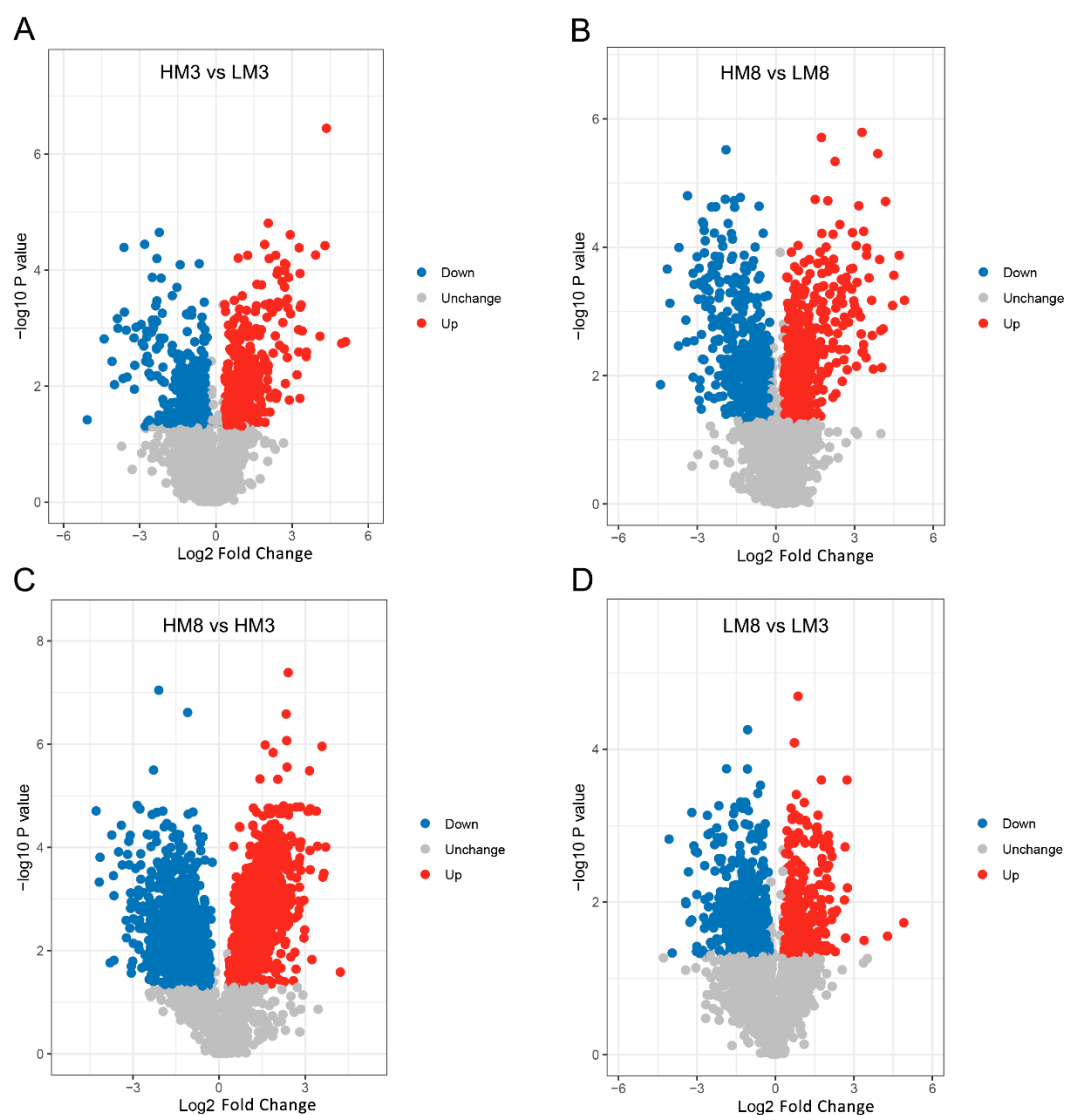 A
HM3 vs LM3
6
4
2
0
−6
−3
0
3
6
−log10 P value
Log2 Fold Change
Down
Unchange
Up
B
HM8 vs LM8
6
4
2
0
−6
−3
0
3
6
−log10 P value
Log2 Fold Change
Down
Unchange
Up
C
HM8 vs HM3
8
6
4
2
0
−3
0
3
−log10 P value
Log2 Fold Change
Down
Unchange
Up
D
LM8 vs LM3
4
2
0
−6
−3
0
3
6
−log10 P value
Log2 Fold Change
Down
Unchange
Up